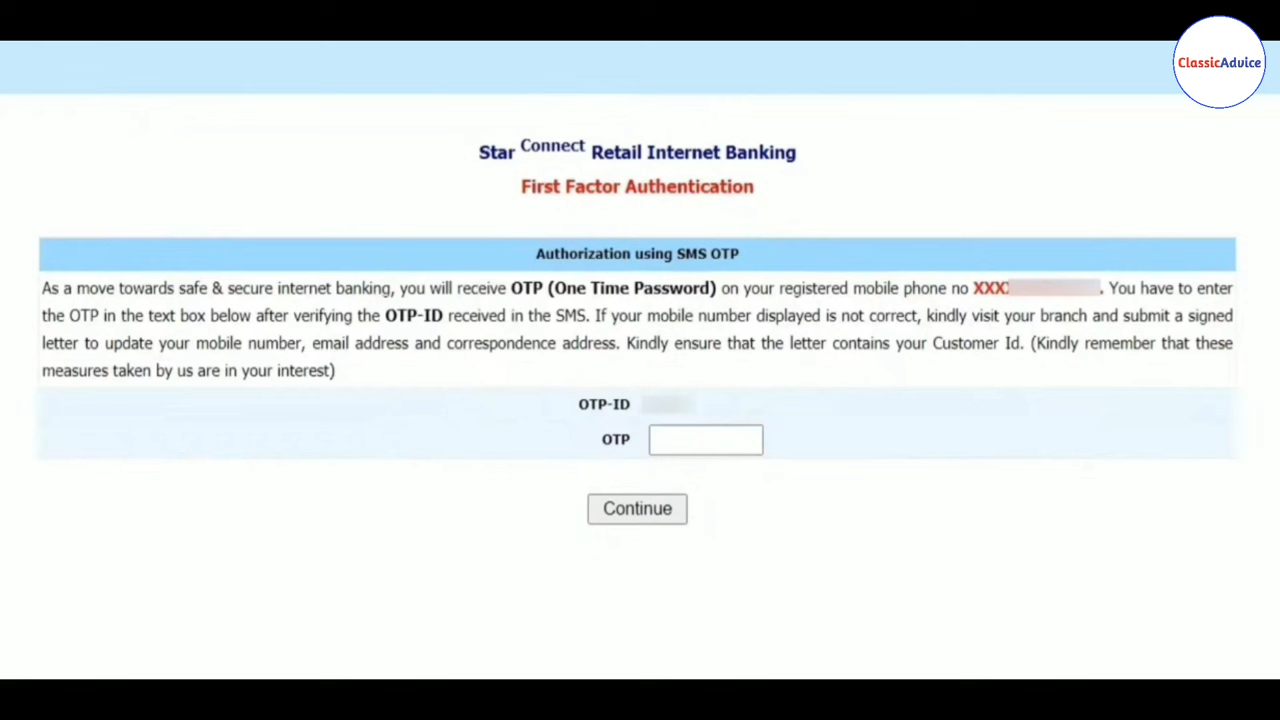 ClassicAdvice
Star Connect Retail Internet Banking
First Factor Authentication
Authorization using SMS OTP
As a move towards safe & secure internet banking, you will receive OTP (One Time Password) on your registered mobile phone no XXX . You have to enter
the OTP in the text box below after verifying the OTP-ID received in the SMS. If your mobile number displayed is not correct, kindly visit your branch and submit a signed
letter to update your mobile number, email address and correspondence address. Kindly ensure that the letter contains your Customer Id. (Kindly remember that these
measures taken by us are in your interest)
OTP-ID
OTP
Continue